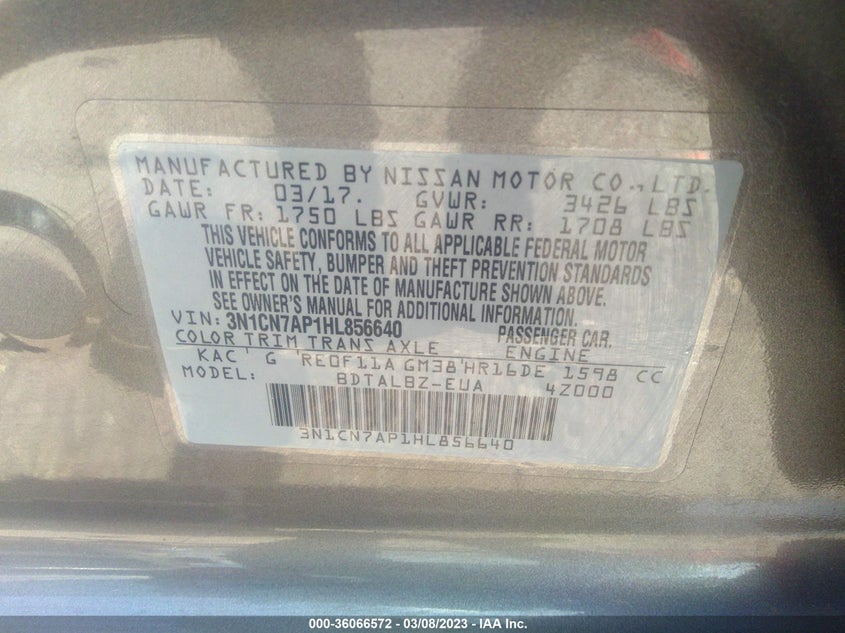 MANUFACTURED BY NISSAN MOTOR CO., LTD.
DATE: 03/17. GVWR: 3426 LBS
GAWR FR: 1750 LBS GAWR RR: 1708 LBS
THIS VEHICLE CONFORMS TO ALL APPLICABLE FEDERAL MOTOR
VEHICLE SAFETY, BUMPER AND THEFT PREVENTION STANDARDS
IN EFFECT ON THE DATE OF MANUFACTURE SHOWN ABOVE.
SEE OWNER'S MANUAL FOR ADDITIONAL INFORMATION.
VIN: 3N1CN7AP1HL856640 PASSENGER CAR.
COLOR TRIM TRANS AXLE ENGINE
KAC ' G 'RE0F11A GM38'HR16DE 1598 CC
MODEL: BDTALBZ-EUA 4Z000
3N1CN7AP1HL856640
000-36066572 — 03/08/2023 — IAA Inc.